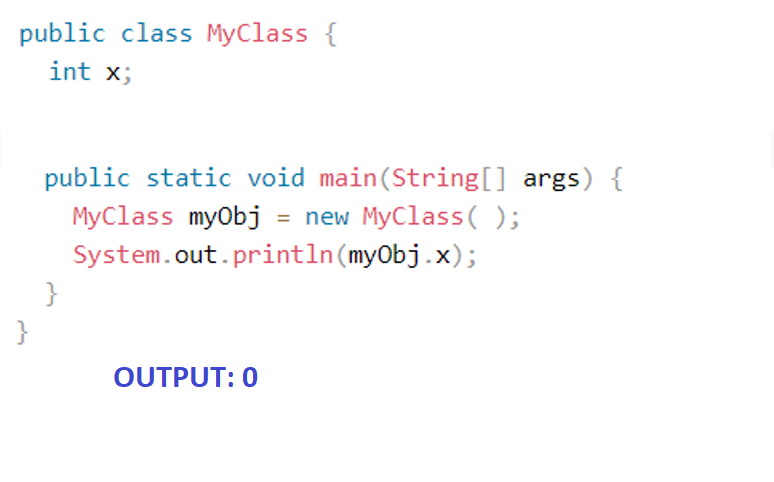 public class MyClass {
int x;
public static void main(String[] args) {
MyClass myObj = new MyClass( );
System.out.println(myObj.x);
}
}
OUTPUT: 0